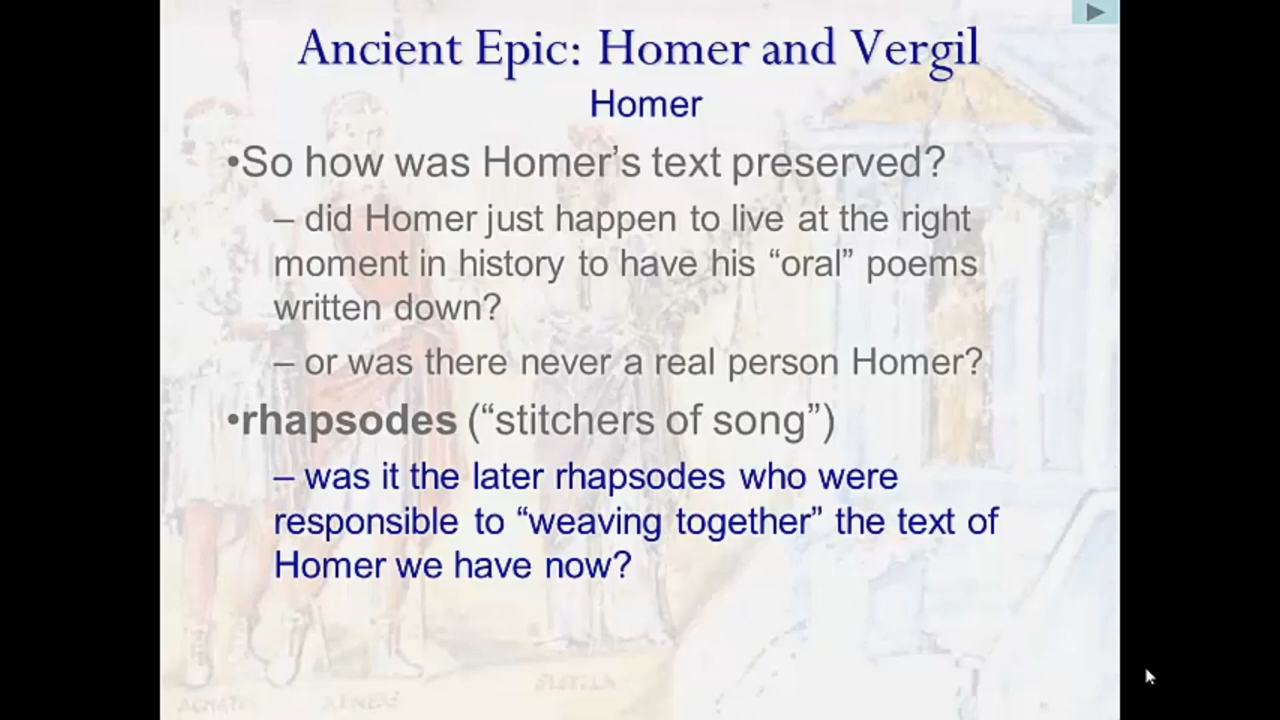 Ancient Epic: Homer and Vergil
Homer
•So how was Homer’s text preserved?
– did Homer just happen to live at the right
moment in history to have his “oral” poems
written down?
– or was there never a real person Homer?
•rhapsodes (“stitchers of song”)
– was it the later rhapsodes who were
responsible to “weaving together” the text of
Homer we have now?